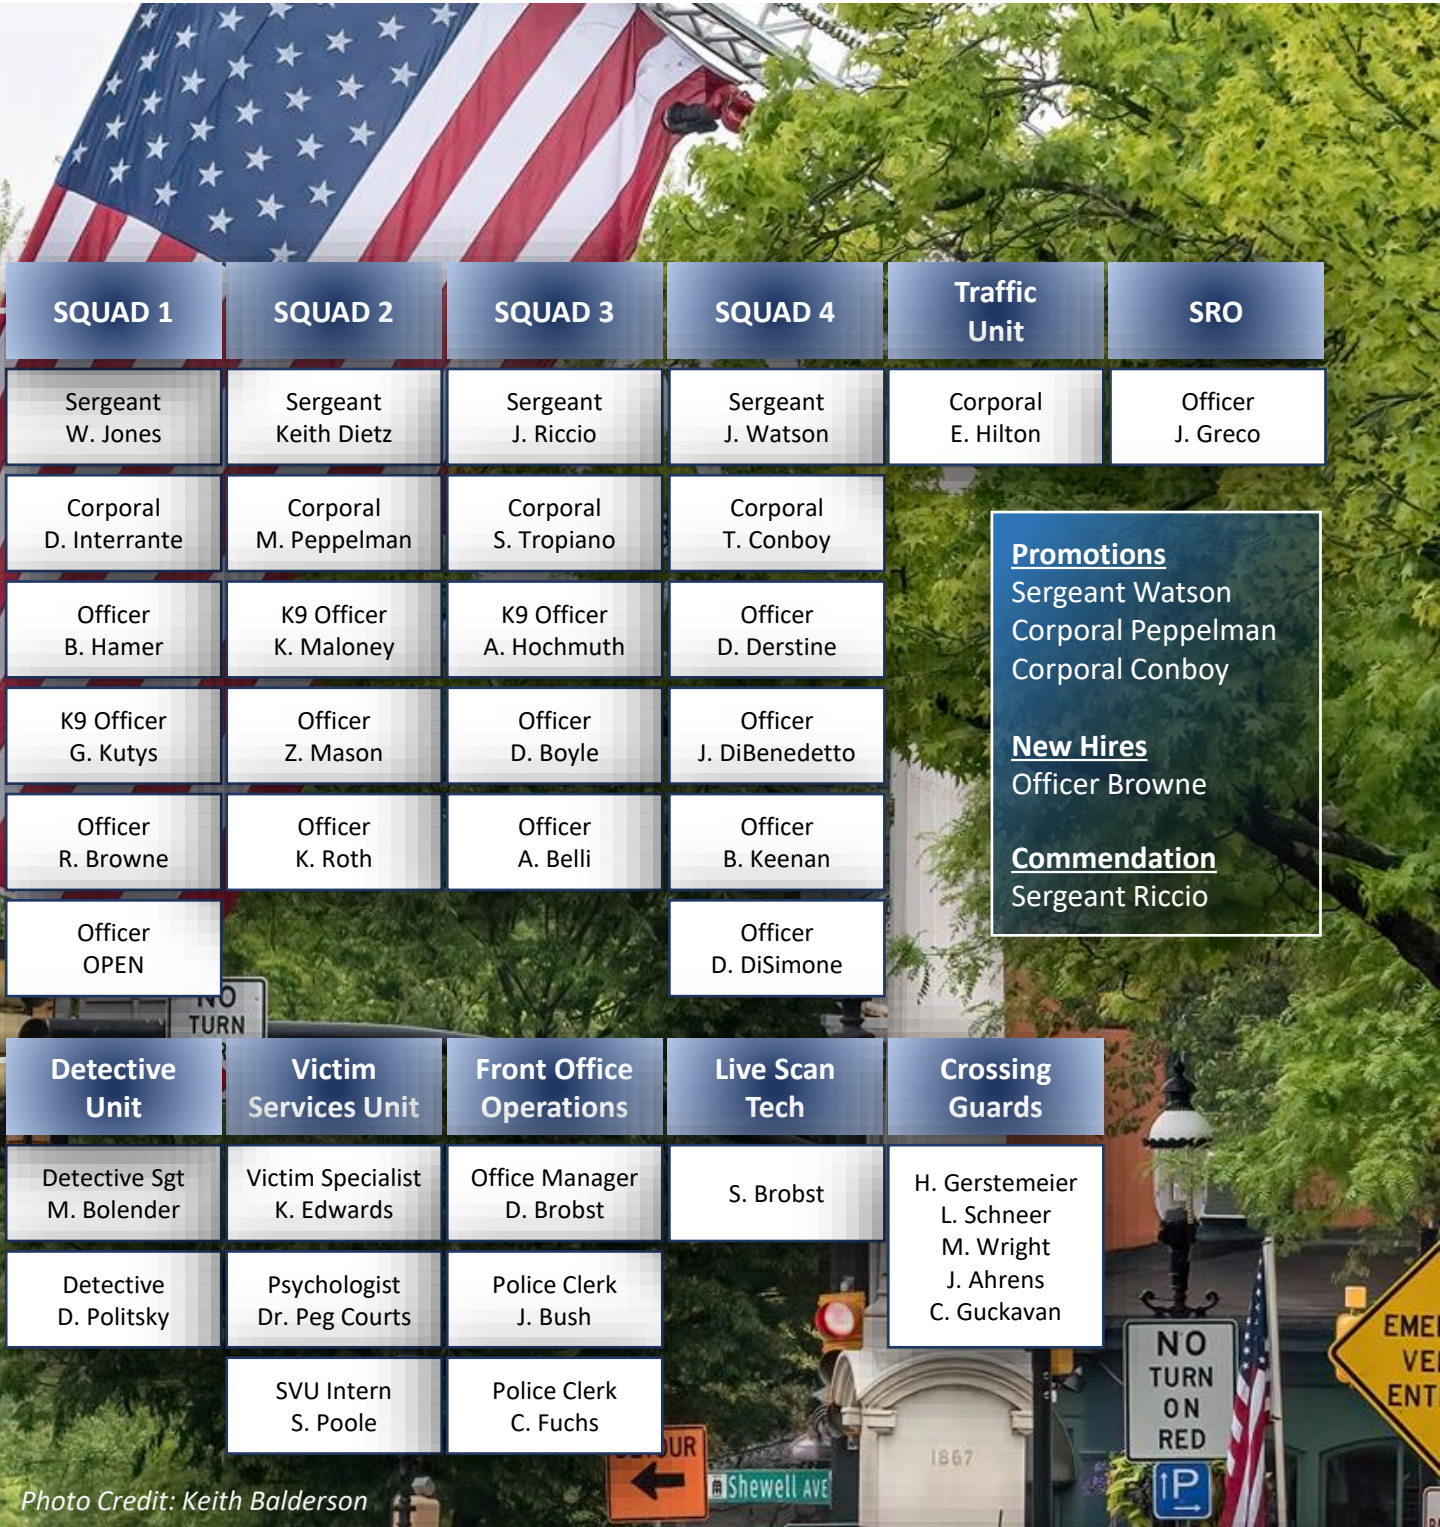 SQUAD 1
SQUAD 2
SQUAD 3
SQUAD 4
Traffic
Unit
SRO
Sergeant
W. Jones
Sergeant
Keith Dietz
Sergeant
J. Riccio
Sergeant
J. Watson
Corporal
E. Hilton
Officer
J. Greco
Corporal
D. Interrante
Corporal
M. Peppelman
Corporal
S. Tropiano
Corporal
T. Conboy
Officer
B. Hamer
K9 Officer
K. Maloney
K9 Officer
A. Hochmuth
Officer
D. Derstine
K9 Officer
G. Kutys
Officer
Z. Mason
Officer
D. Boyle
Officer
J. DiBenedetto
Officer
R. Browne
Officer
K. Roth
Officer
A. Belli
Officer
B. Keenan
Officer
OPEN
Officer
D. DiSimone
Promotions
Sergeant Watson
Corporal Peppelman
Corporal Conboy
New Hires
Officer Browne
Commendation
Sergeant Riccio
NO
TURN
Detective
Unit
Victim
Services Unit
Front Office
Operations
Live Scan
Tech
Crossing
Guards
Detective Sgt
M. Bolender
Victim Specialist
K. Edwards
Office Manager
D. Brobst
S. Brobst
H. Gerstemeier
L. Schneer
M. Wright
J. Ahrens
C. Guckavan
Detective
D. Politsky
Psychologist
Dr. Peg Courts
Police Clerk
J. Bush
SVU Intern
S. Poole
Police Clerk
C. Fuchs
NO
TURN
ON
RED
P
1867
Shewell AVE
Photo Credit: Keith Balderson